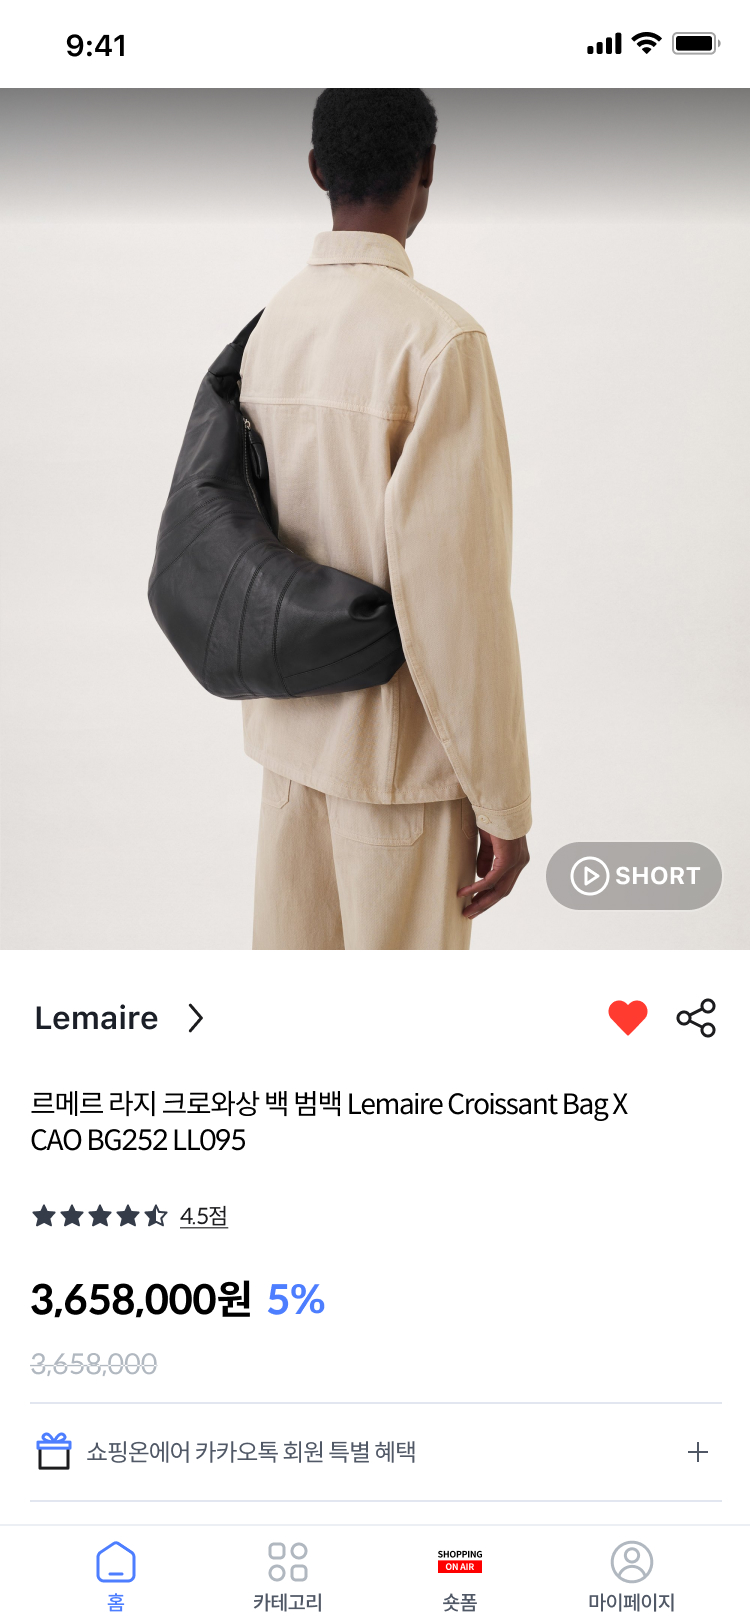 9:41
SHORT
Lemaire
르메르 라지 크로와상 백 범백 Lemaire Croissant Bag X
CAO BG252 LL095
4.5점
3,658,000원 5%
3,658,000
쇼핑온에어 카카오톡 회원 특별 혜택
SHOPPING
ON AIR
홈 카테고리 숏폼 마이페이지